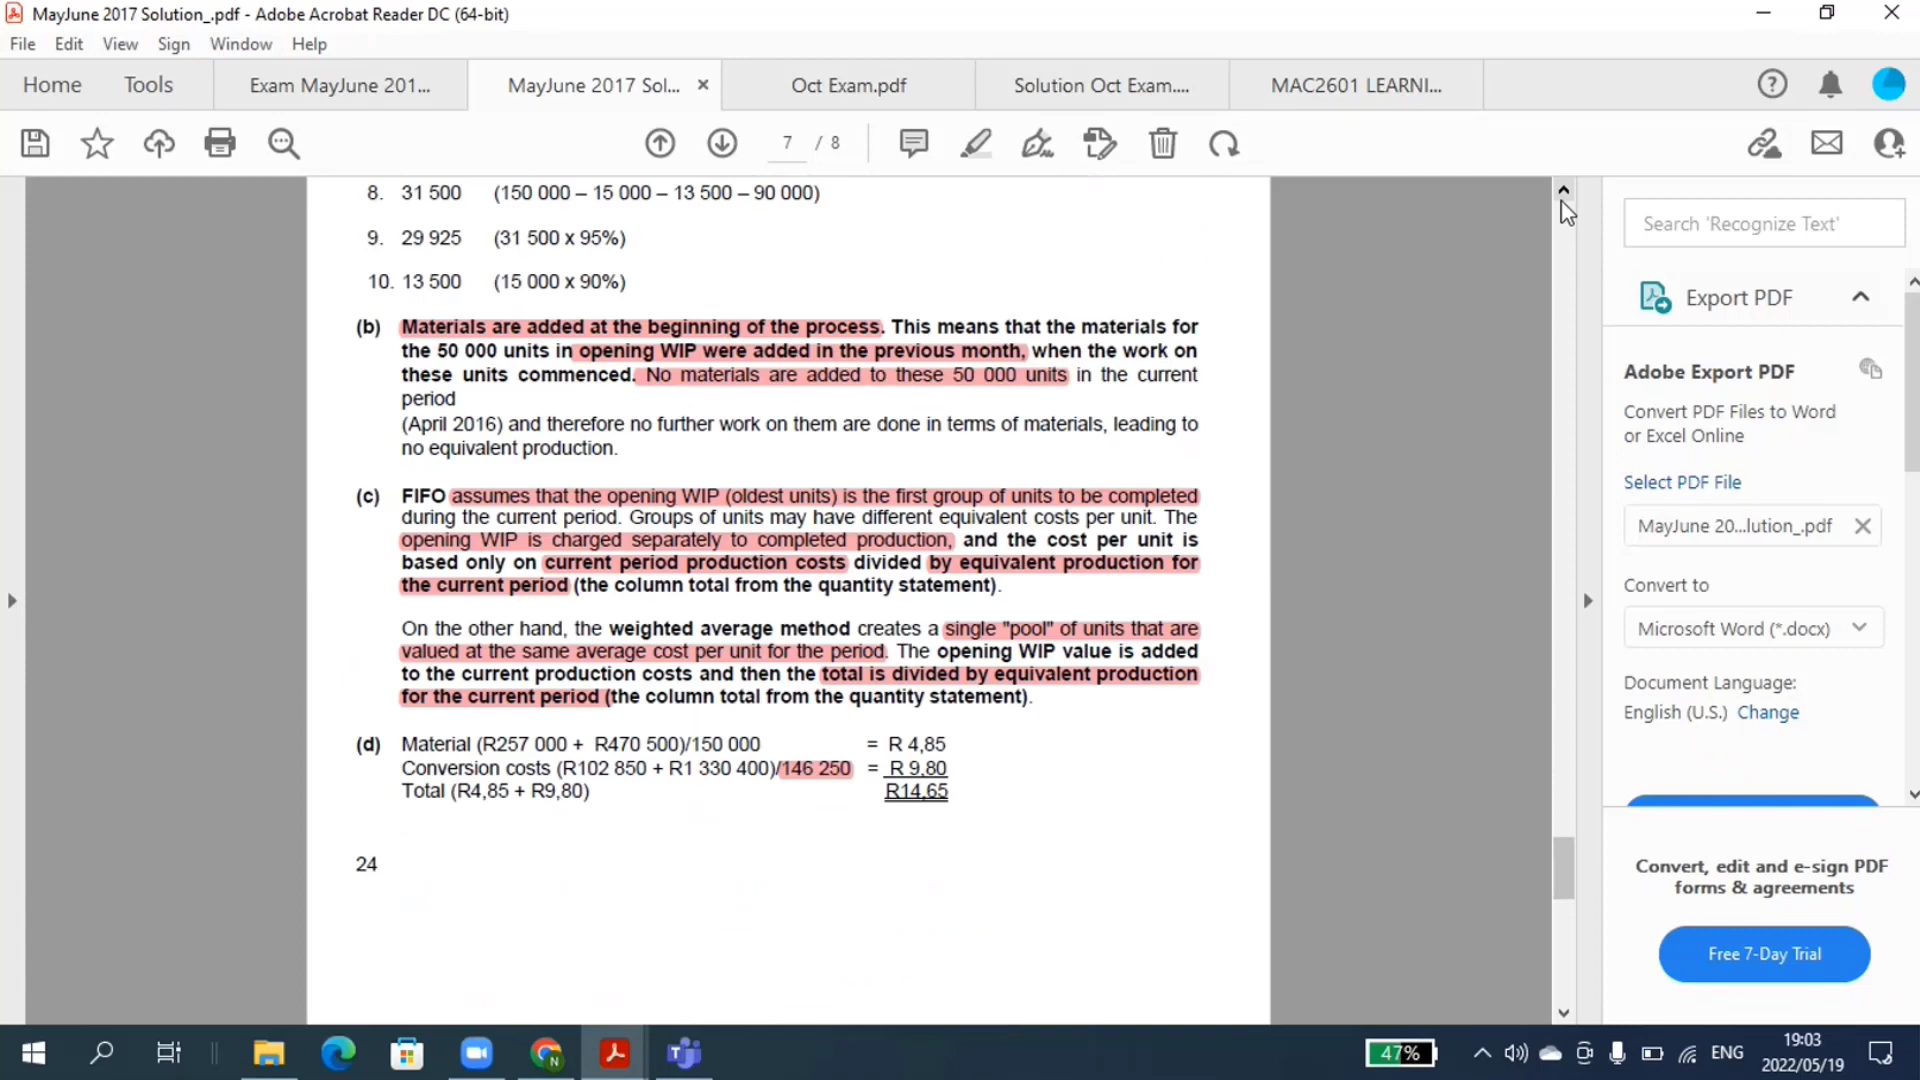 MayJune 2017 Solution_.pdf - Adobe Acrobat Reader DC (64-bit)
File Edit View Sign Window Help
Home Tools Exam MayJune 201... MayJune 2017 Sol... Oct Exam.pdf Solution Oct Exam.... MAC2601 LEARNI...
7 / 8
8. 31 500 (150 000 – 15 000 – 13 500 – 90 000)
9. 29 925 (31 500 x 95%)
10. 13 500 (15 000 x 90%)
(b) Materials are added at the beginning of the process. This means that the materials for
the 50 000 units in opening WIP were added in the previous month, when the work on
these units commenced. No materials are added to these 50 000 units in the current
period
(April 2016) and therefore no further work on them are done in terms of materials, leading to
no equivalent production.
(c) FIFO assumes that the opening WIP (oldest units) is the first group of units to be completed
during the current period. Groups of units may have different equivalent costs per unit. The
opening WIP is charged separately to completed production, and the cost per unit is
based only on current period production costs divided by equivalent production for
the current period (the column total from the quantity statement).
On the other hand, the weighted average method creates a single "pool" of units that are
valued at the same average cost per unit for the period. The opening WIP value is added
to the current production costs and then the total is divided by equivalent production
for the current period (the column total from the quantity statement).
(d) Material (R257 000 + R470 500)/150 000 = R 4,85
Conversion costs (R102 850 + R1 330 400)/146 250 = R 9,80
Total (R4,85 + R9,80) R14,65
24
Search 'Recognize Text'
Export PDF
Adobe Export PDF
Convert PDF Files to Word
or Excel Online
Select PDF File
MayJune 20...lution_.pdf
Convert to
Microsoft Word (*.docx)
Document Language:
English (U.S.) Change
Convert, edit and e-sign PDF
forms & agreements
Free 7-Day Trial
47%
ENG
19:03
2022/05/19